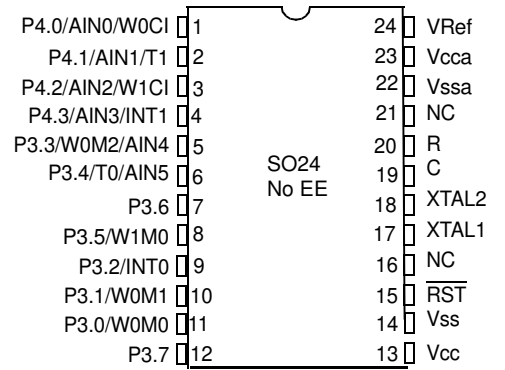 P4.0/AIN0/W0CI 1 24 VRef
P4.1/AIN1/T1 2 23 Vcca
P4.2/AIN2/W1CI 3 22 Vssa
P4.3/AIN3/INT1 4 21 NC
P3.3/W0M2/AIN4 5 20 R
P3.4/T0/AIN5 6 19 C
SO24
No EE
P3.6 7 18 XTAL2
P3.5/W1M0 8 17 XTAL1
P3.2/INT0 9 16 NC
P3.1/W0M1 10 15 RST
P3.0/W0M0 11 14 Vss
P3.7 12 13 Vcc